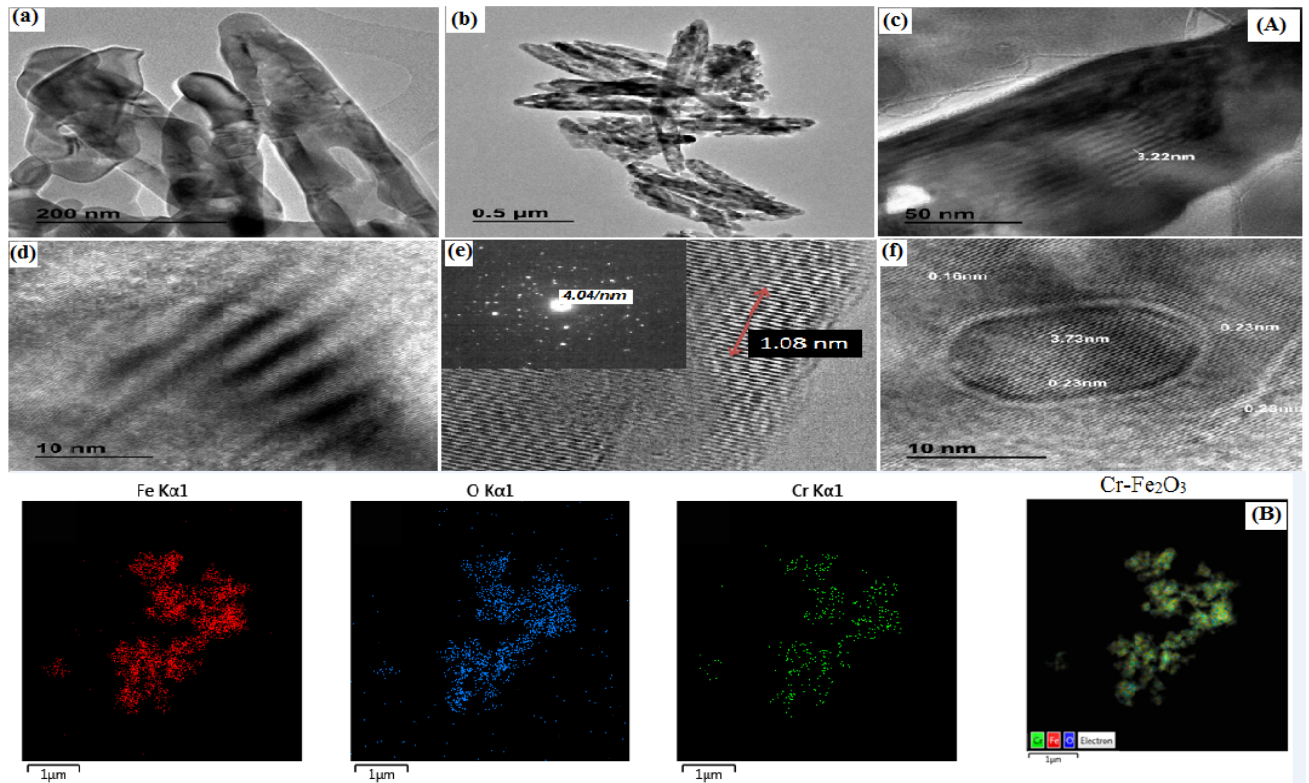 (a)
200 nm
(b)
0.5 µm
(c)
(A)
3.22nm
50 nm
(d)
10 nm
(e)
4.04/nm
1.08 nm
(f)
0.16nm
0.23nm
3.73nm
0.23nm
10 nm
Fe Kα1
O Kα1
Cr Kα1
Cr-Fe₂O₃
(B)
Cr Fe O Electron
1µm
1µm
1µm
1µm